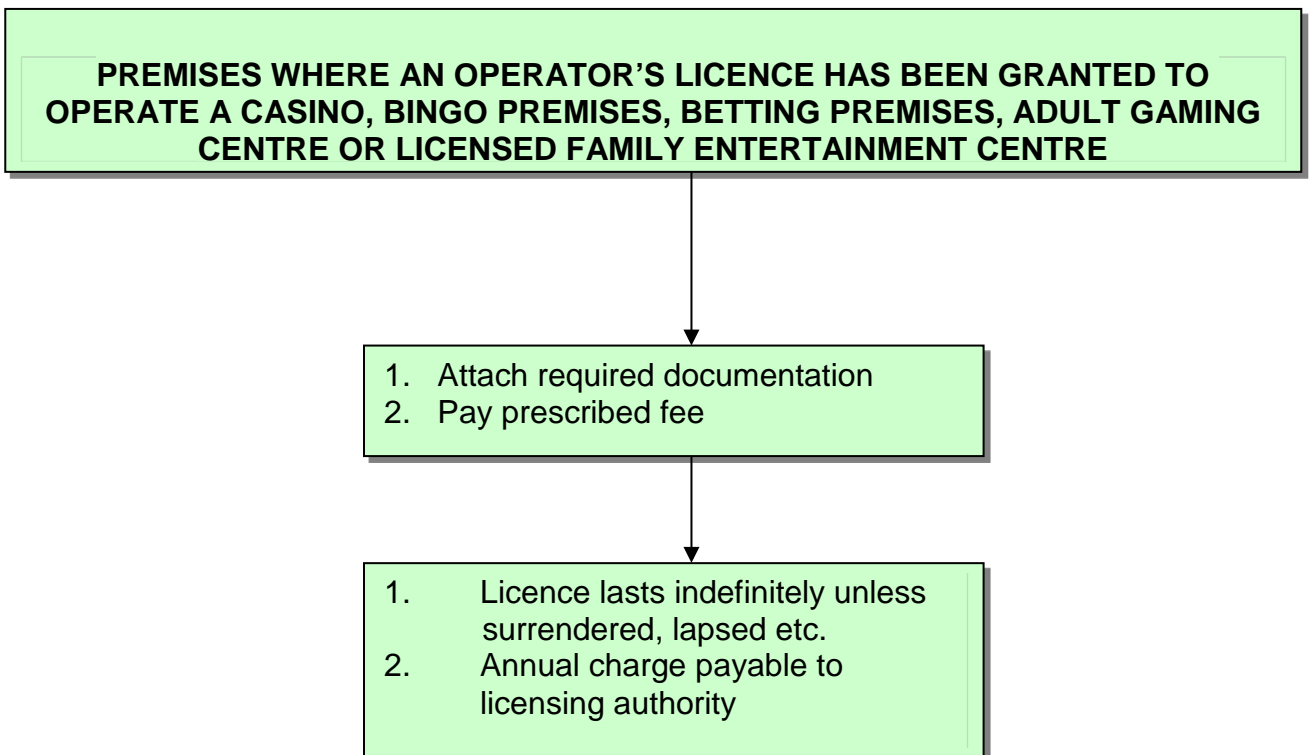 PREMISES WHERE AN OPERATOR’S LICENCE HAS BEEN GRANTED TO
OPERATE A CASINO, BINGO PREMISES, BETTING PREMISES, ADULT GAMING
CENTRE OR LICENSED FAMILY ENTERTAINMENT CENTRE
1. Attach required documentation
2. Pay prescribed fee
1. Licence lasts indefinitely unless
surrendered, lapsed etc.
2. Annual charge payable to
licensing authority